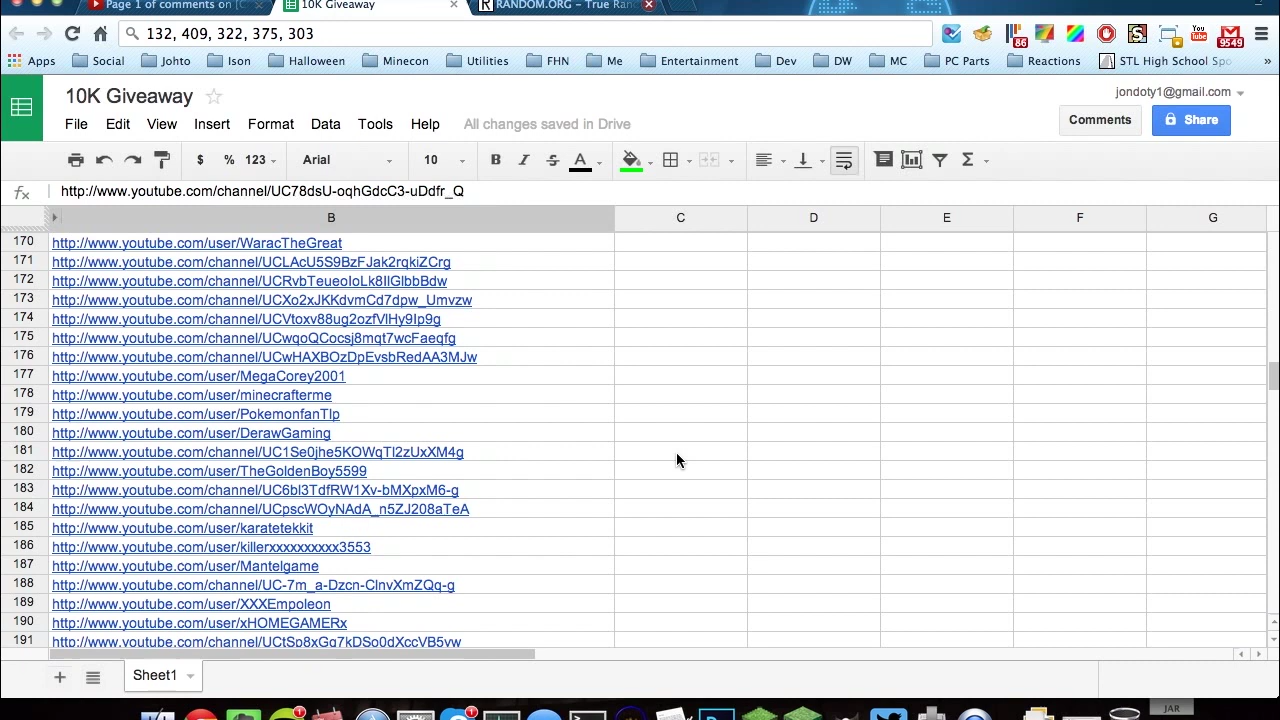 Page 1 of comments on
10K Giveaway
RANDOM.ORG - True Ran
132, 409, 322, 375, 303
86
You Tube
9549
Apps Social Johto Ison Halloween Minecon Utilities FHN Me Entertainment Dev DW MC PC Parts Reactions STL High School Spo »
10K Giveaway
jondoty1@gmail.com
File Edit View Insert Format Data Tools Help All changes saved in Drive
Comments Share
$ % 123 Arial 10 B I S A Σ
fx http://www.youtube.com/channel/UC78dsU-oqhGdcC3-uDdfr_Q
B C D E F G
170 http://www.youtube.com/user/WaracTheGreat
171 http://www.youtube.com/channel/UCLAcU5S9BzFJak2rqkiZCrg
172 http://www.youtube.com/channel/UCRvbTeueoIoLk8IlGlbbBdw
173 http://www.youtube.com/channel/UCXo2xJKKdvmCd7dpw_Umvzw
174 http://www.youtube.com/channel/UCVtoxv88ug2ozfVlHy9Ip9g
175 http://www.youtube.com/channel/UCwqoQCocsj8mqt7wcFaeqfg
176 http://www.youtube.com/channel/UCwHAXBOzDpEvsbRedAA3MJw
177 http://www.youtube.com/user/MegaCorey2001
178 http://www.youtube.com/user/minecrafterme
179 http://www.youtube.com/user/PokemonfanTlp
180 http://www.youtube.com/user/DerawGaming
181 http://www.youtube.com/channel/UC1Se0jhe5KOWqTl2zUxXM4g
182 http://www.youtube.com/user/TheGoldenBoy5599
183 http://www.youtube.com/channel/UC6bl3TdfRW1Xv-bMXpxM6-g
184 http://www.youtube.com/channel/UCpscWOyNAdA_n5ZJ208aTeA
185 http://www.youtube.com/user/karatetekkit
186 http://www.youtube.com/user/killerxxxxxxxxxx3553
187 http://www.youtube.com/user/Mantelgame
188 http://www.youtube.com/channel/UC-7m_a-Dzcn-ClnvXmZQq-g
189 http://www.youtube.com/user/XXXEmpoleon
190 http://www.youtube.com/user/xHOMEGAMERx
191 http://www.youtube.com/channel/UCtSp8xGg7kDSo0dXccVB5yw
Sheet1
JAR